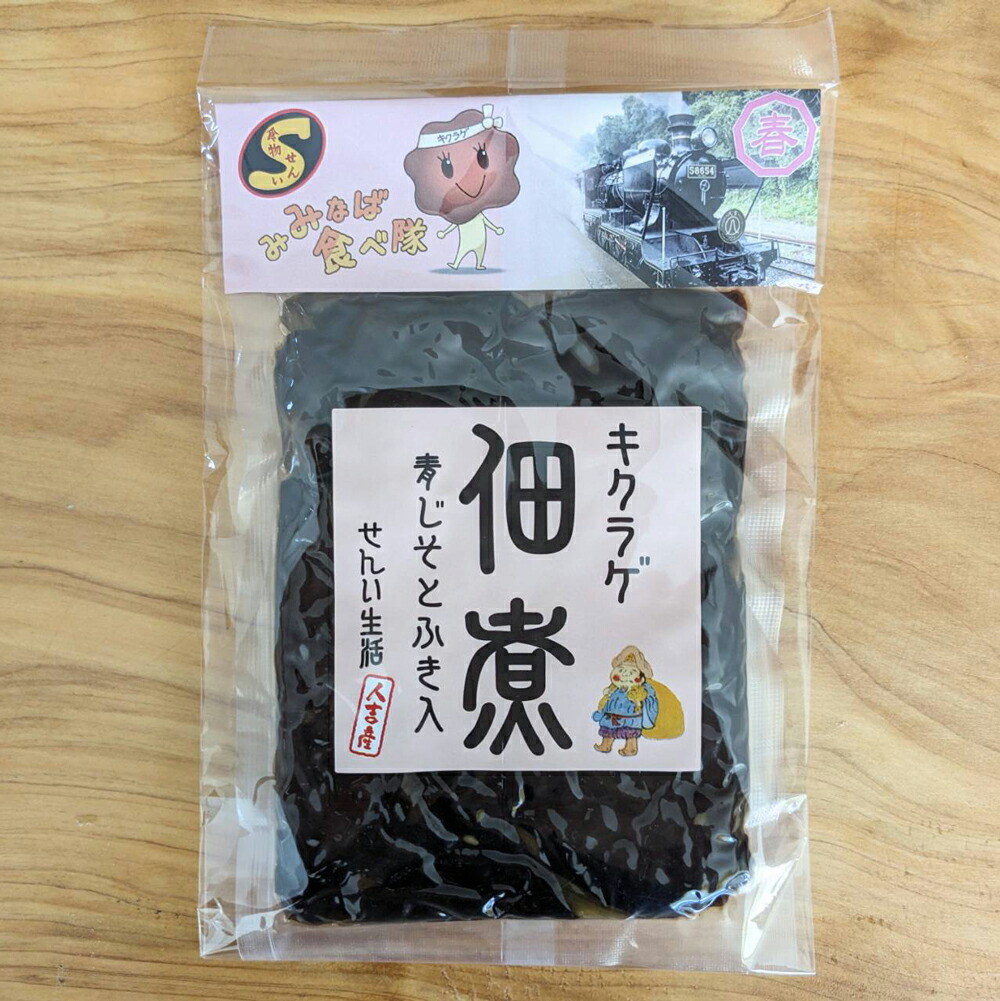 食物せんい
S
みみなば
食べ隊
キクラゲ
58654
春
キクラゲ
佃煮
青じそとふき入
せんい生活
人吉産